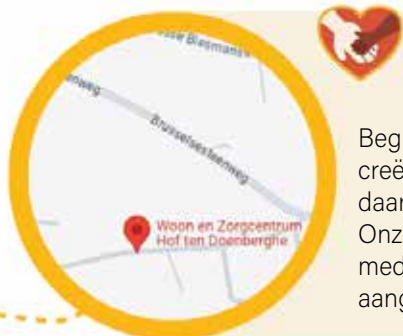 Brusselsesteenweg
Woon en Zorgcentrum
Hof ten Doenberghe
Beg
creë
daar
Onz
med
aang